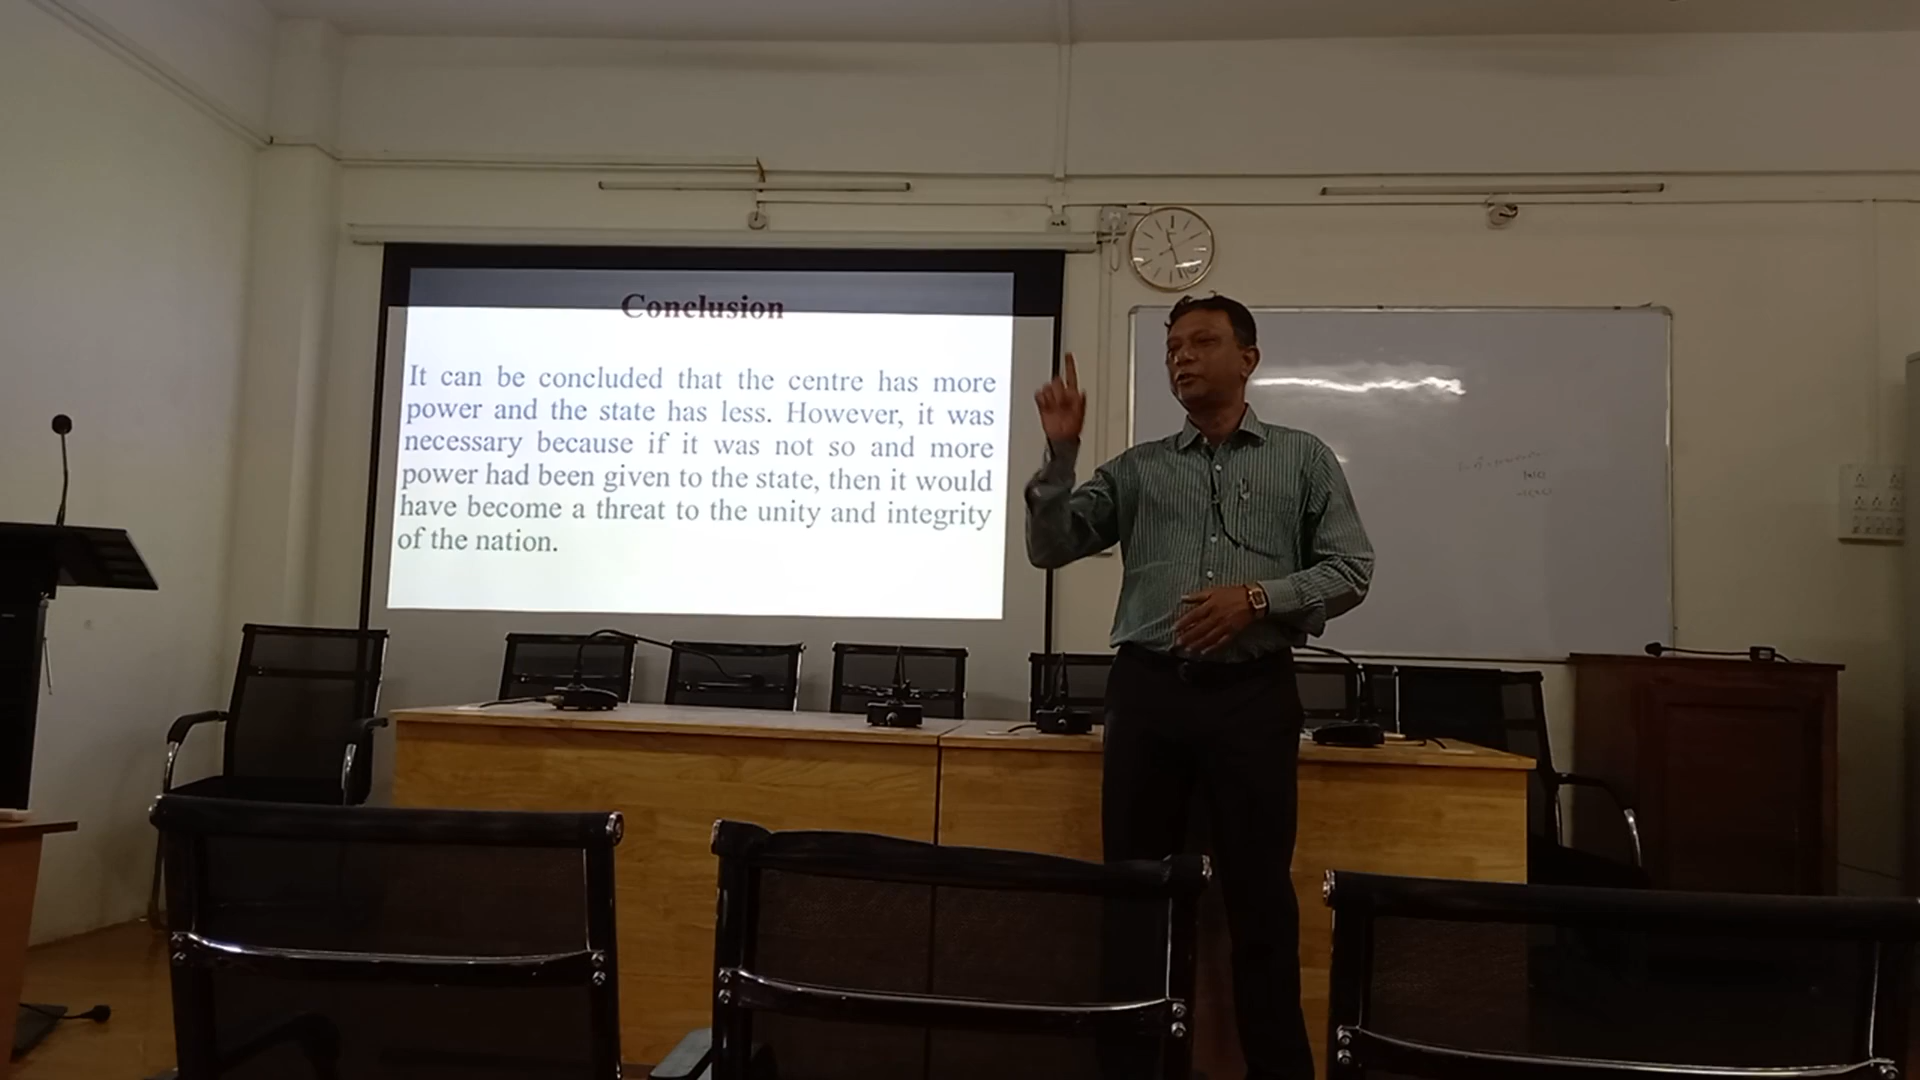 Conclusion
It can be concluded that the centre has more
power and the state has less. However, it was
necessary because if it was not so and more
power had been given to the state, then it would
have become a threat to the unity and integrity
of the nation.